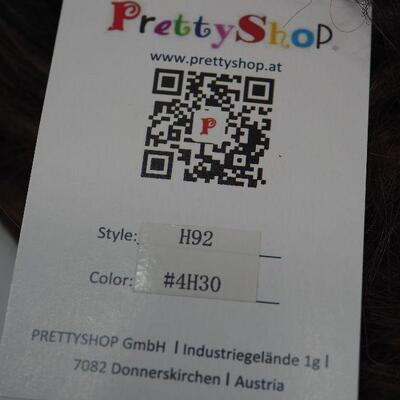 PrettyShop
www.prettyshop.at
P
Style: H92
Color: #4H30
PRETTYSHOP GmbH | Industriegelände 1g |
7082 Donnerskirchen | Austria